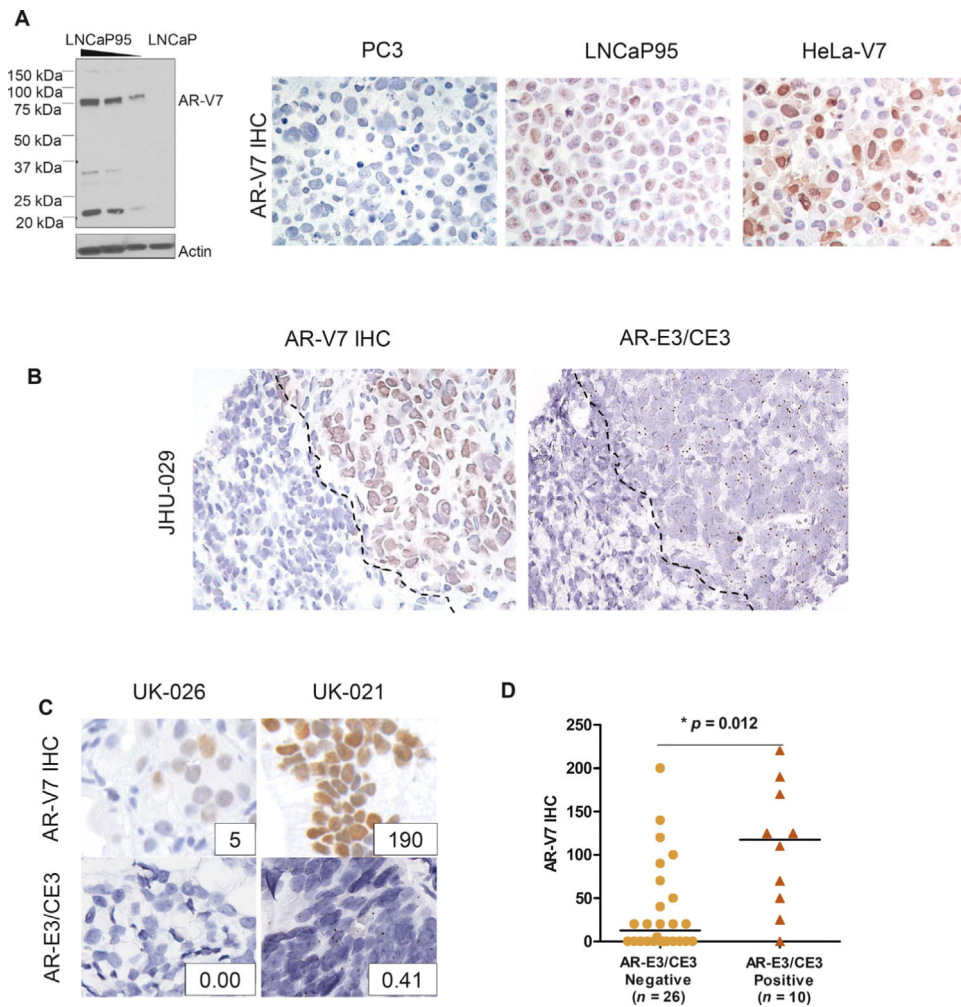 A
LNCaP95 LNCaP
150 kDa
100 kDa
75 kDa
50 kDa
37 kDa
25 kDa
20 kDa
AR-V7
Actin
PC3 LNCaP95 HeLa-V7
AR-V7 IHC
B
AR-V7 IHC AR-E3/CE3
JHU-029
C
UK-026 UK-021
AR-V7 IHC
5 190
AR-E3/CE3
0.00 0.41
D
* p = 0.012
AR-V7 IHC
250
200
150
100
50
0
AR-E3/CE3 AR-E3/CE3
Negative Positive
(n = 26) (n = 10)